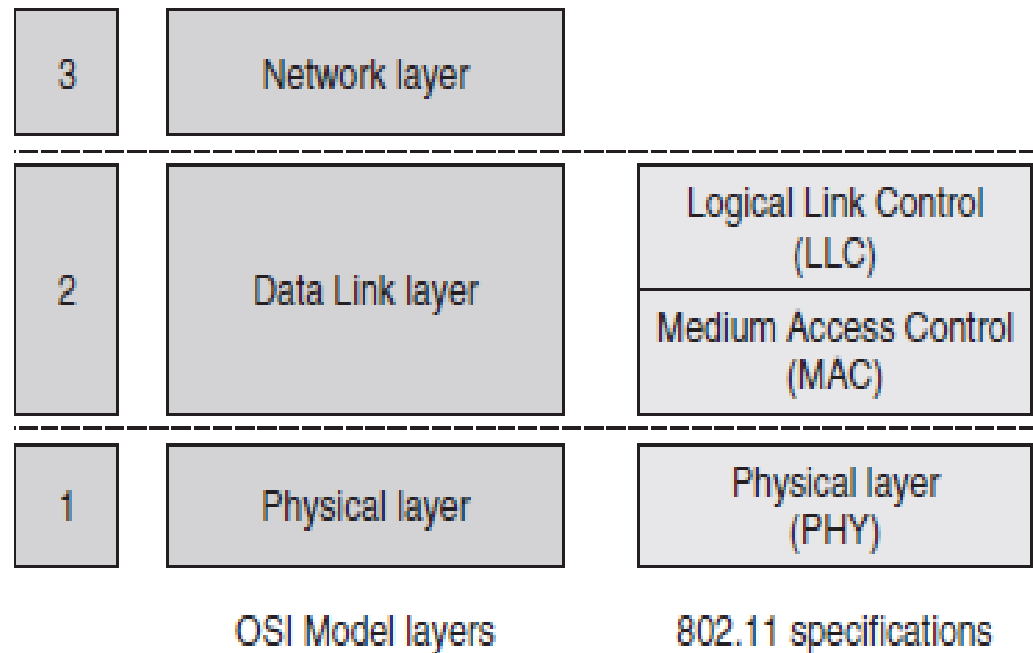 3
Network layer
2
Data Link layer
Logical Link Control
(LLC)
Medium Access Control
(MAC)
1
Physical layer
Physical layer
(PHY)
OSI Model layers
802.11 specifications